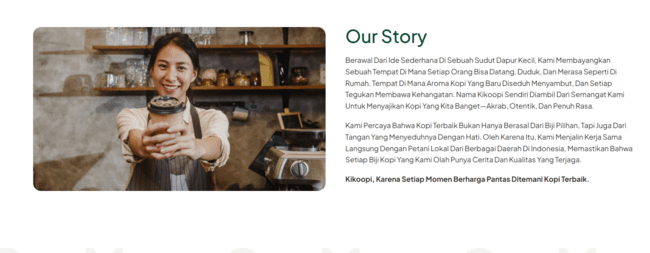 Our Story
Berawal Dari Ide Sederhana Di Sebuah Sudut Dapur Kecil, Kami Membayangkan
Sebuah Tempat Di Mana Setiap Orang Bisa Datang, Duduk, Dan Merasa Seperti Di
Rumah. Tempat Di Mana Aroma Kopi Yang Baru Diseduh Menyambut, Dan Setiap
Tegukan Membawa Kehangatan. Nama Kikoopi Sendiri Diambil Dari Semangat Kami
Untuk Menyajikan Kopi Yang Kita Banget—Akrab, Otentik, Dan Penuh Rasa.
Kami Percaya Bahwa Kopi Terbaik Bukan Hanya Berasal Dari Biji Pilihan, Tapi Juga Dari
Tangan Yang Menyeduhnya Dengan Hati. Oleh Karena Itu, Kami Menjalin Kerja Sama
Langsung Dengan Petani Lokal Dari Berbagai Daerah Di Indonesia, Memastikan Bahwa
Setiap Biji Kopi Yang Kami Olah Punya Cerita Dan Kualitas Yang Terjaga.
Kikoopi, Karena Setiap Momen Berharga Pantas Ditemani Kopi Terbaik.